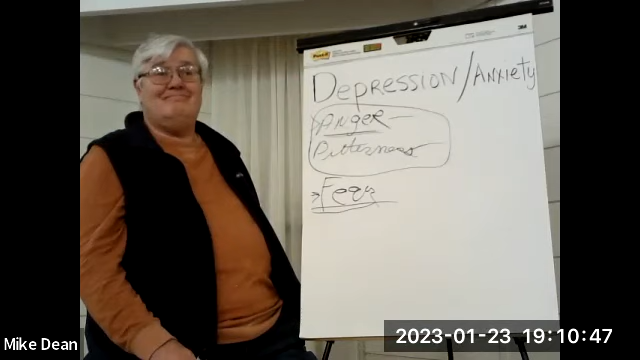 Post-it
3M
DEPRESSION/ANXIETY
ANGER
Bitterness
Fear
Mike Dean
2023-01-23 19:10:47